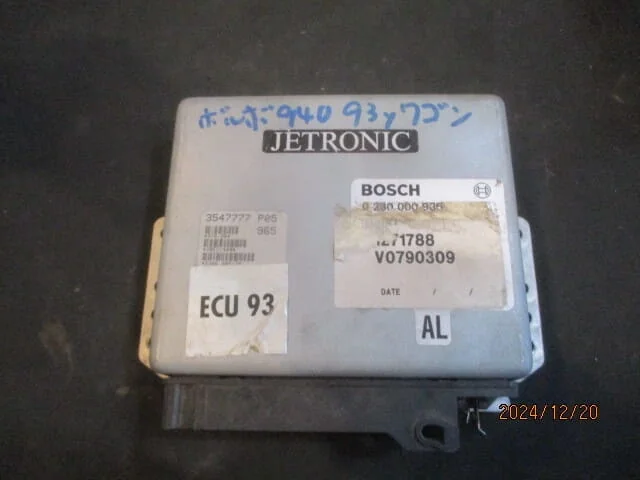 ボルボ940 93yワゴン
JETRONIC
BOSCH
3547777 P05
965
1271788
V0790309
DATE / /
ECU 93
AL
2024/12/20